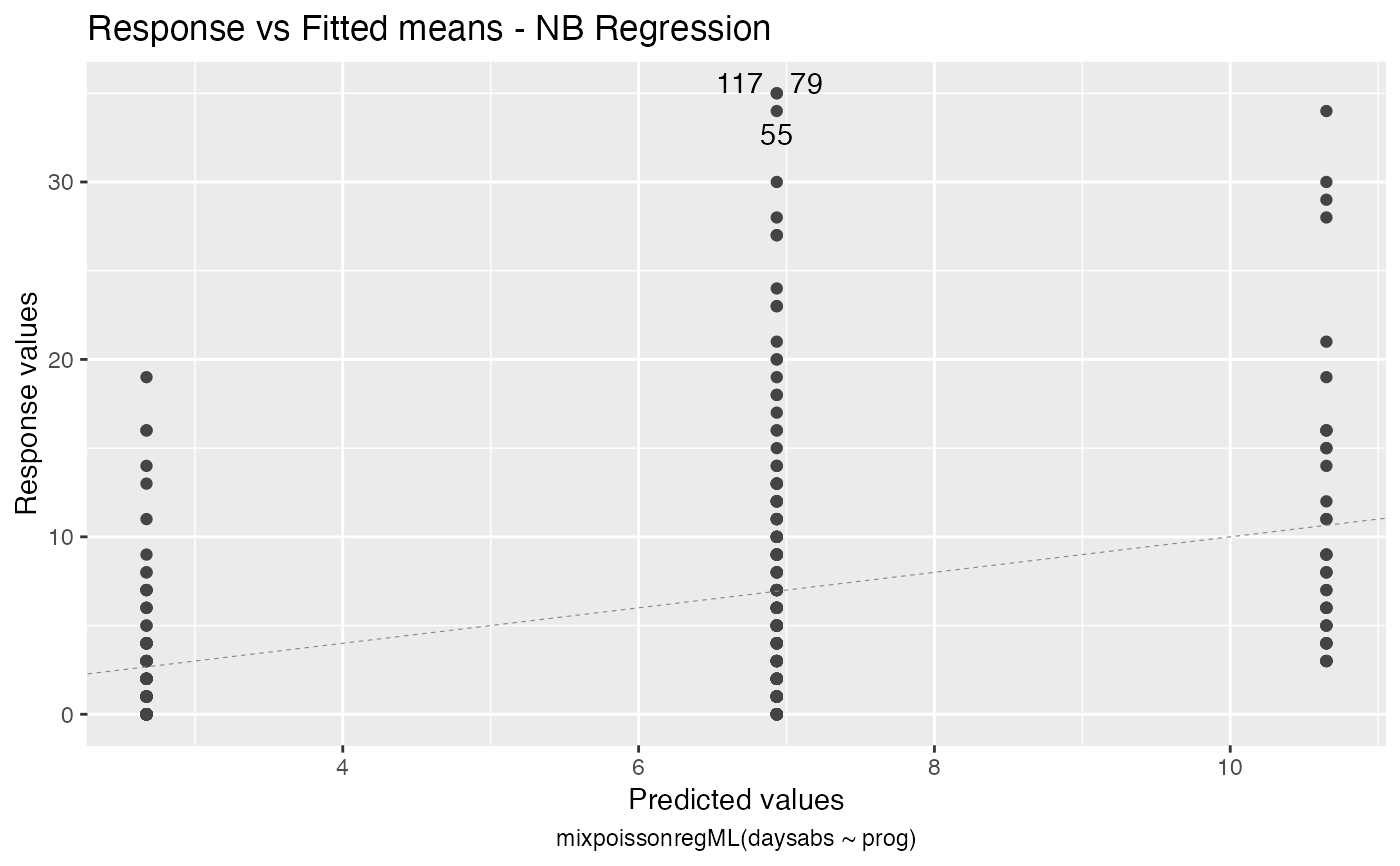 Response vs Fitted means - NB Regression
117 79
55
30
20
10
0
Response values
4 6 8 10
Predicted values
mixpoissonregML(daysabs ~ prog)